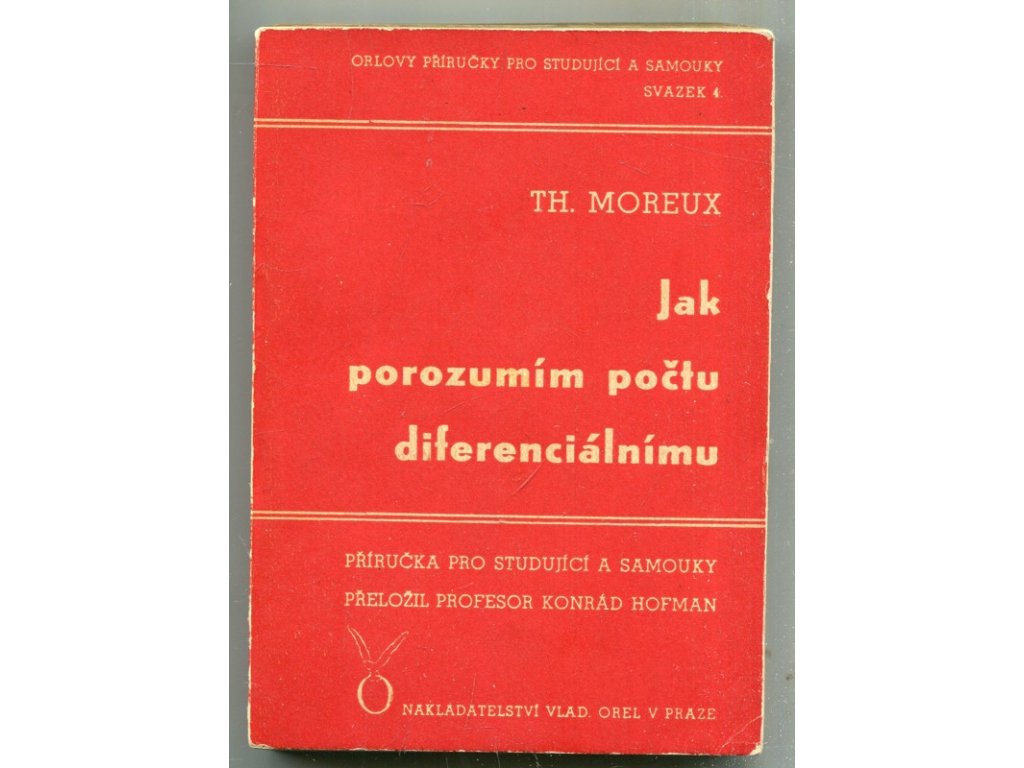 ORLOVY PŘÍRUČKY PRO STUDUJÍCÍ A SAMOUKY
SVAZEK 4.
TH. MOREUX
Jak
porozumím počtu
diferenciálnímu
PŘÍRUČKA PRO STUDUJÍCÍ A SAMOUKY
PŘELOŽIL PROFESOR KONRÁD HOFMAN
O
NAKLADATELSTVÍ VLAD. OREL V PRAZE